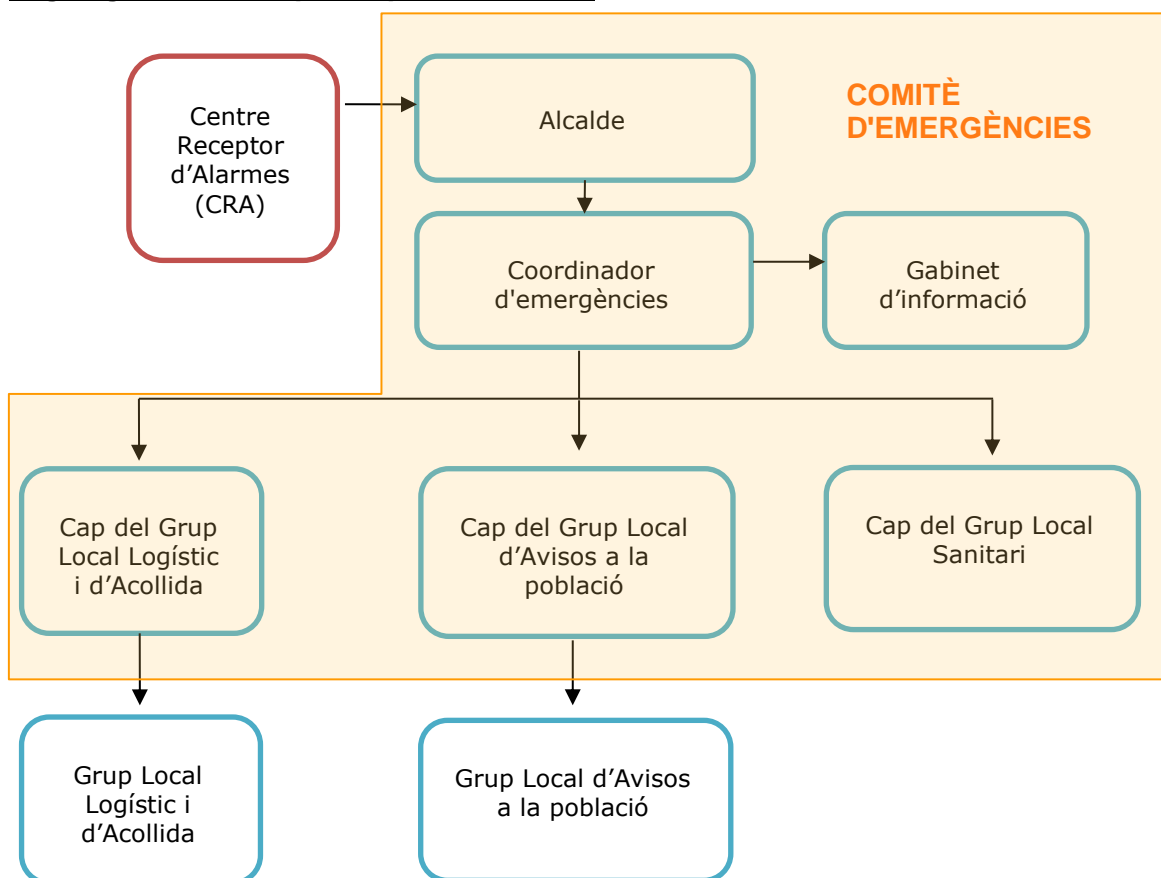 Centre
Receptor
d’Alarmes
(CRA)
Alcalde
COMITÈ
D'EMERGÈNCIES
Coordinador
d'emergències
Gabinet
d’informació
Cap del Grup
Local Logístic
i d’Acollida
Cap del Grup Local
d’Avisos a la
població
Cap del Grup Local
Sanitari
Grup Local
Logístic i
d’Acollida
Grup Local d’Avisos
a la població